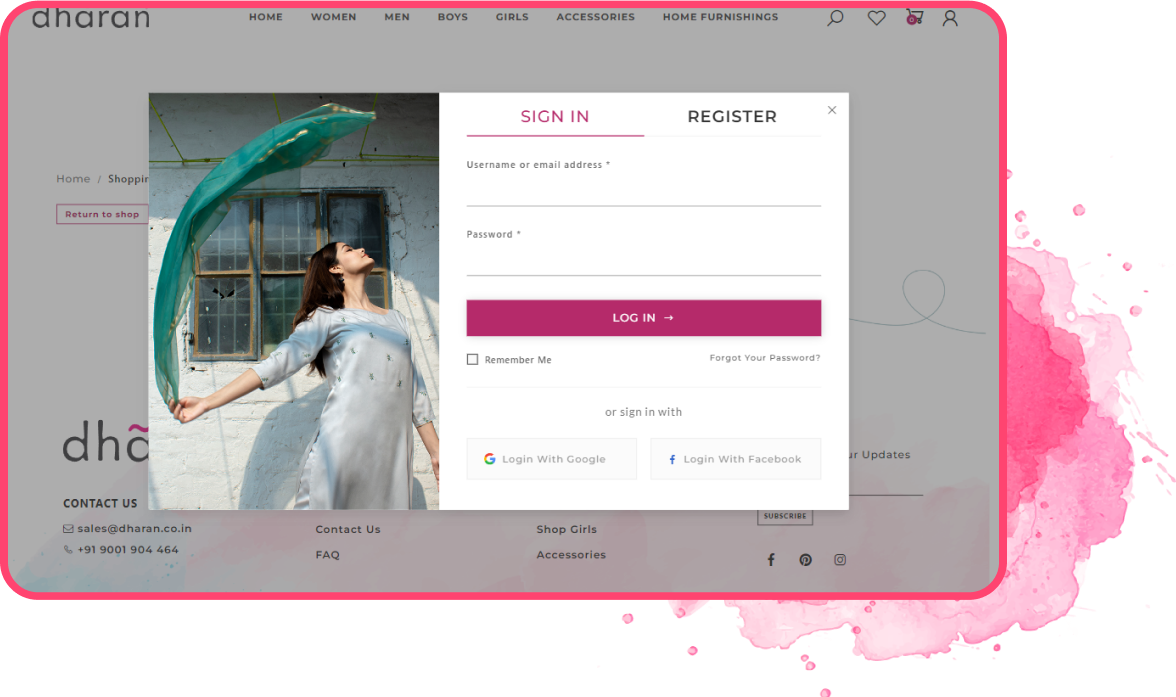 dharan
HOME WOMEN MEN BOYS GIRLS ACCESSORIES HOME FURNISHINGS
0
SIGN IN REGISTER
Username or email address *
Home / Shoppin
Return to shop
Password *
LOG IN →
Remember Me Forgot Your Password?
or sign in with
Login With Google Login With Facebook
dha
ur Updates
CONTACT US
SUBSCRIBE
sales@dharan.co.in Contact Us Shop Girls
+91 9001 904 464 FAQ Accessories